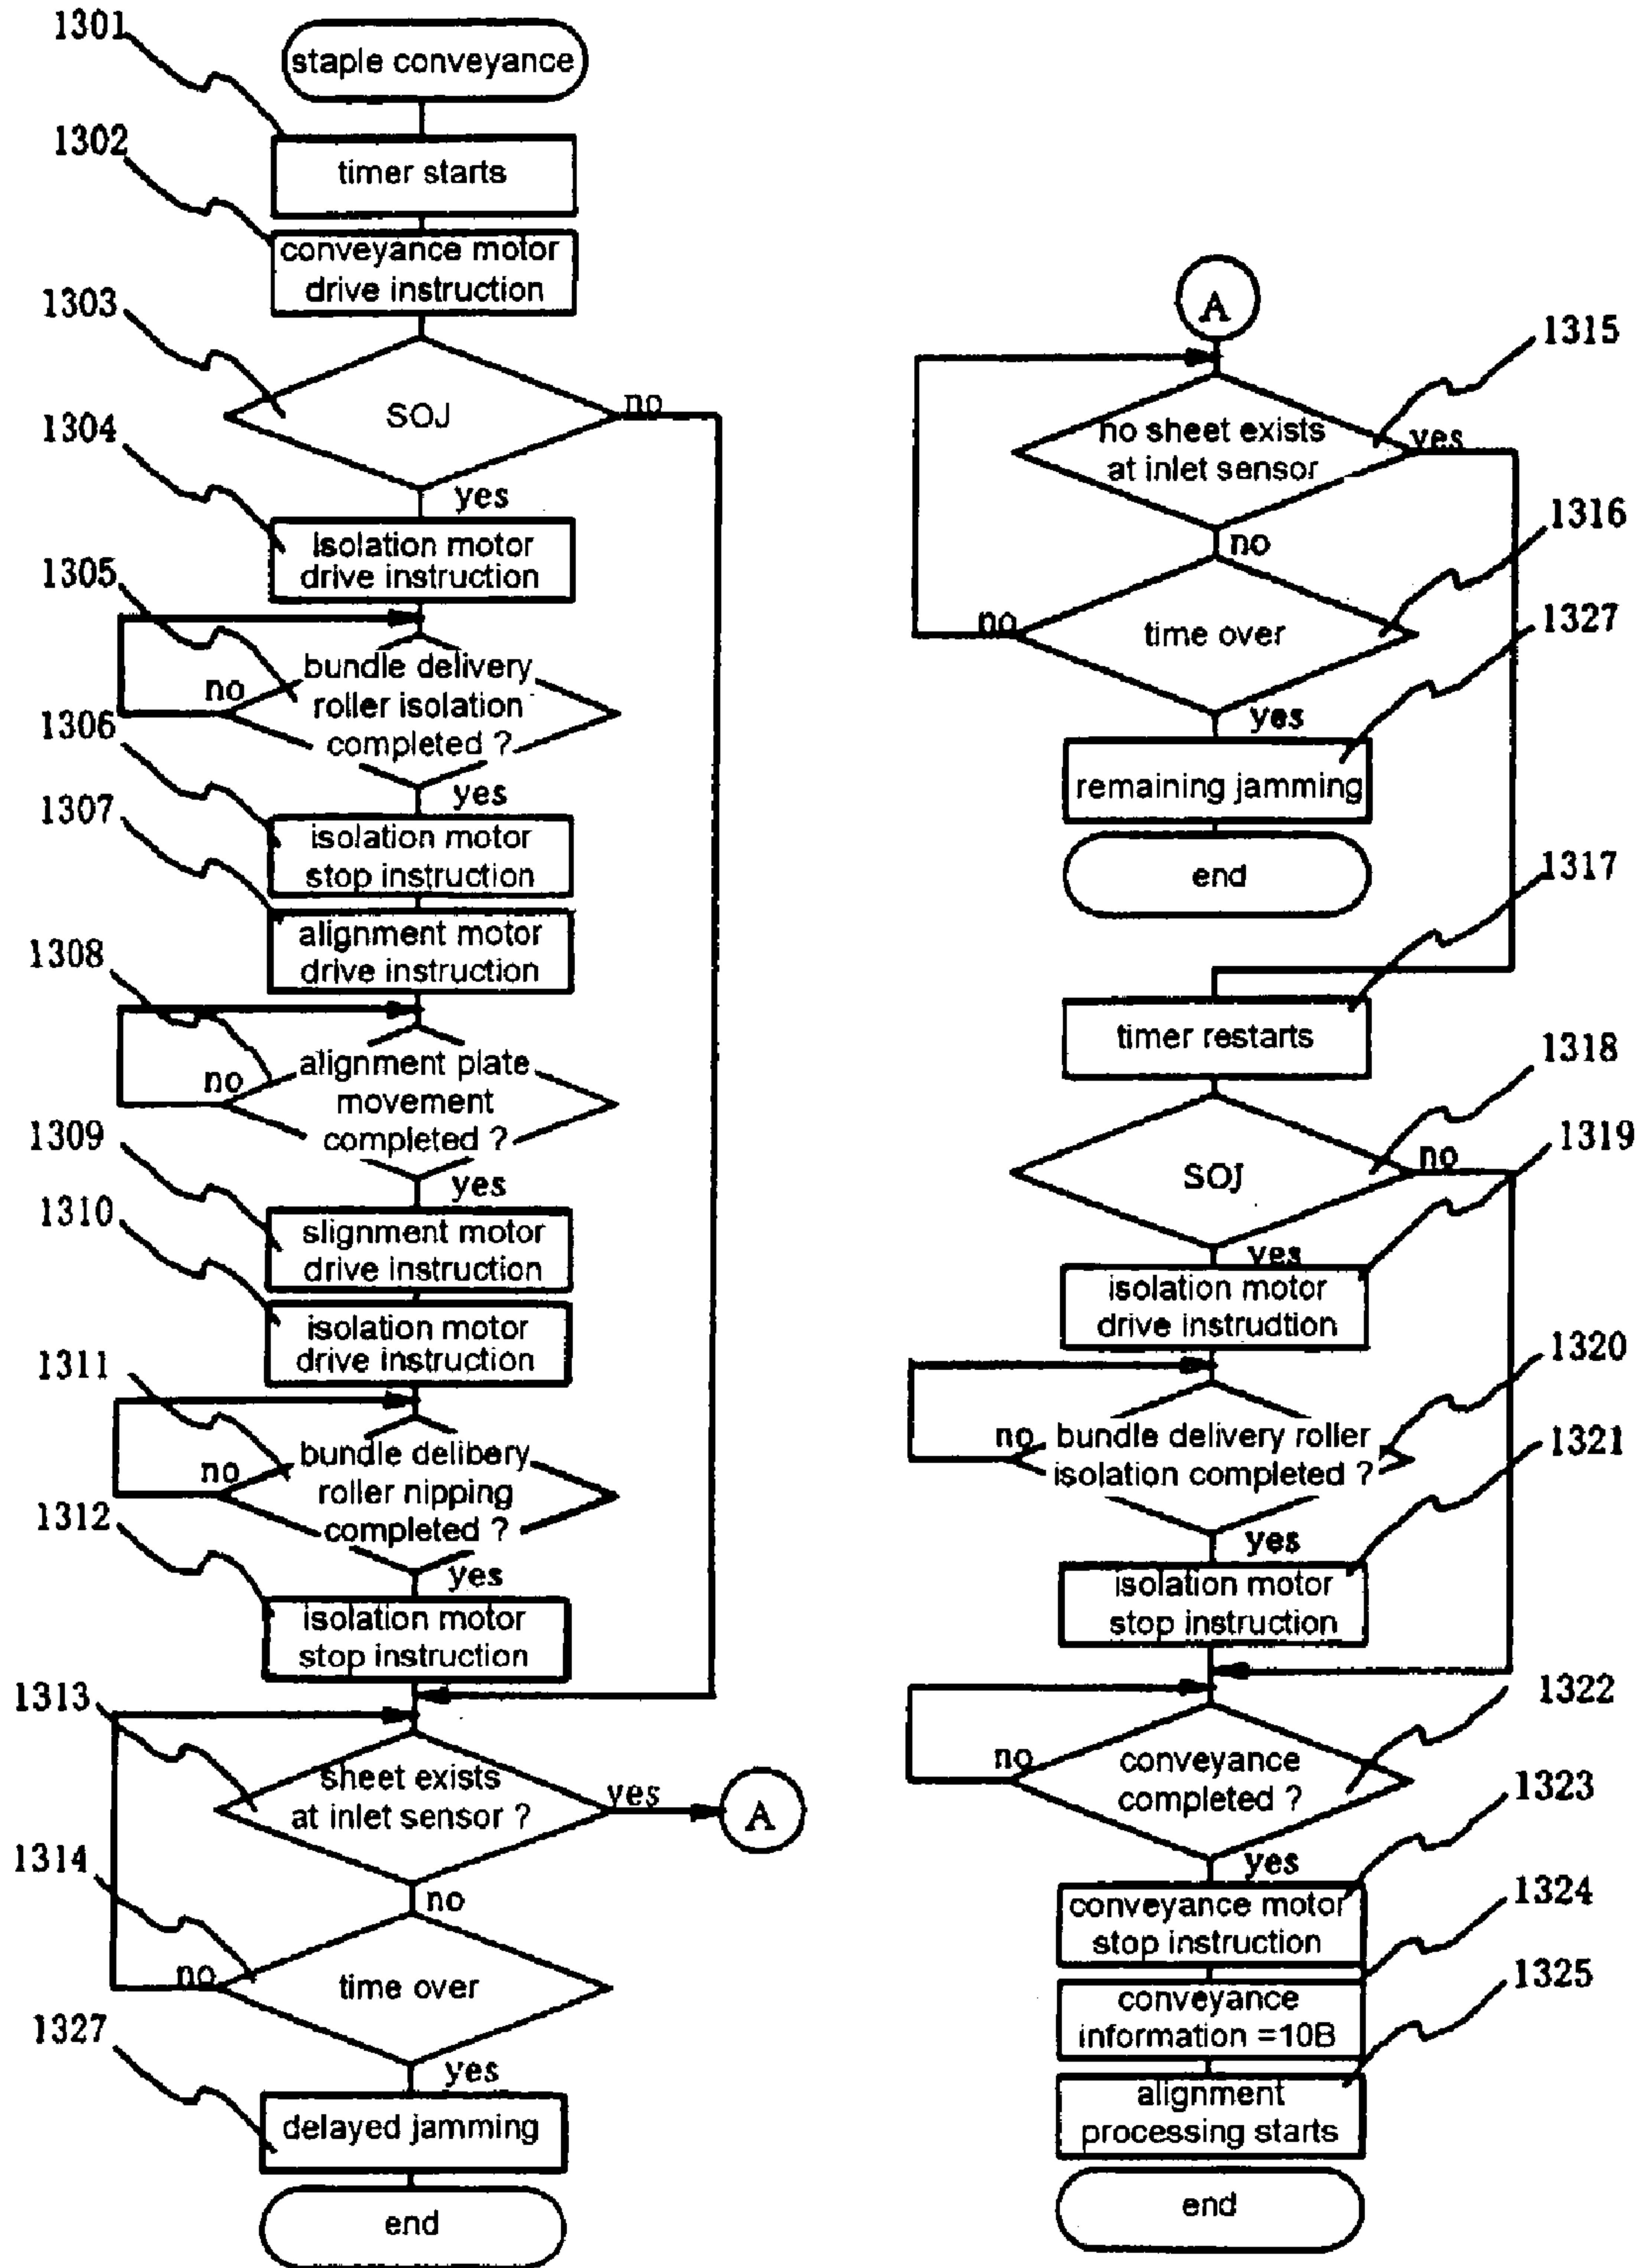 1301
staple conveyance
timer starts
1302
conveyance motor
drive instruction
1303
SOJ
no
yes
1304
isolation motor
drive instruction
1305
bundle delivery
roller isolation
completed ?
no
yes
1306
isolation motor
stop instruction
1307
alignment motor
drive instruction
1308
alignment plate
movement
completed ?
no
yes
1309
slignment motor
drive instruction
1310
isolation motor
drive instruction
1311
bundle delibery
roller nipping
completed ?
no
yes
1312
isolation motor
stop instruction
1313
sheet exists
at inlet sensor ?
yes
A
no
1314
time over
no
yes
1327
delayed jamming
end
A
1315
no sheet exists
at inlet sensor
yes
no
1316
time over
no
yes
1327
remaining jamming
end
1317
timer restarts
1318
SOJ
no
yes
1319
isolation motor
drive instrudtion
1320
no
bundle delivery roller
isolation completed ?
yes
1321
isolation motor
stop instruction
1322
no
conveyance
completed ?
yes
1323
conveyance motor
stop instruction
1324
conveyance
information =10B
1325
alignment
processing starts
end